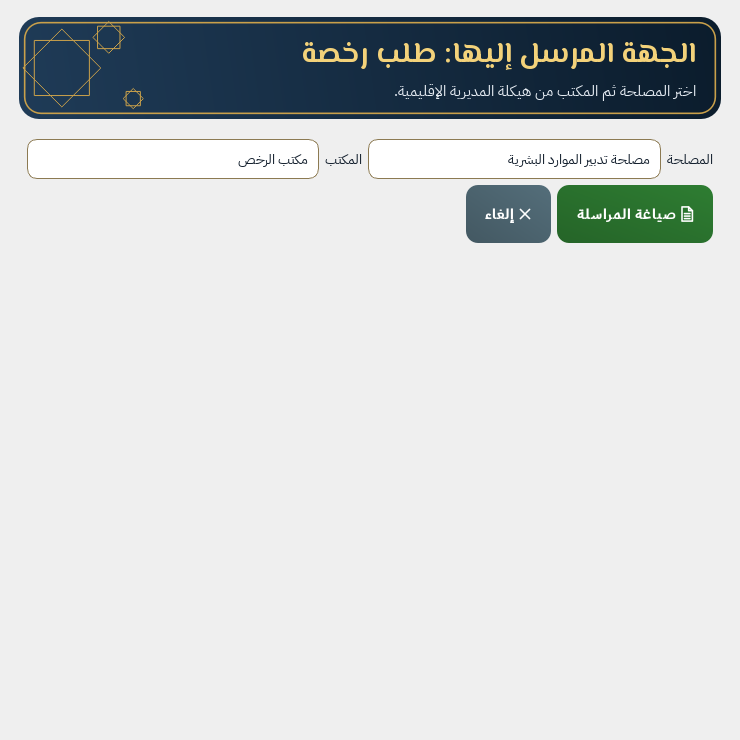 الجهة المرسل إليها: طلب رخصة
اختر المصلحة ثم المكتب من هيكلة المديرية الإقليمية.
المصلحة مصلحة تدبير الموارد البشرية المكتب مكتب الرخص
صياغة المراسلة إلغاء